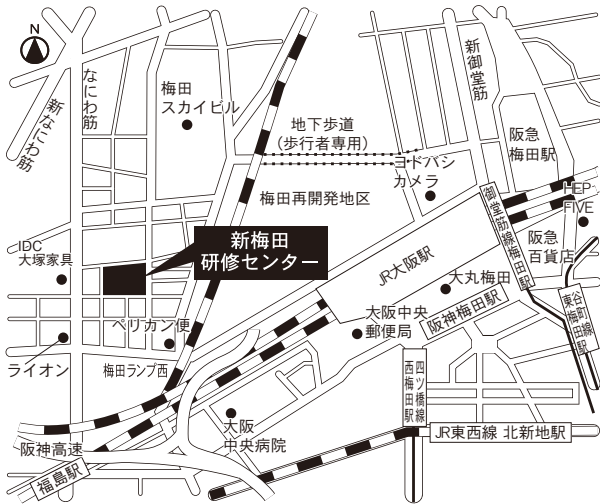 N
なにわ筋
新なにわ筋
梅田
スカイビル
新御堂筋
地下歩道
(歩行者専用)
阪急
梅田駅
ヨドバシ
カメラ
梅田再開発地区
HEP
FIVE
御堂筋線
梅田駅
新梅田
研修センター
阪急
百貨店
IDC
大塚家具
JR大阪駅
大丸梅田
谷町線
東梅田駅
ペリカン便
大阪中央
郵便局
阪神梅田駅
ライオン
梅田ランプ西
四ツ橋線
西梅田駅
大阪
中央病院
JR東西線 北新地駅
阪神高速
福島駅